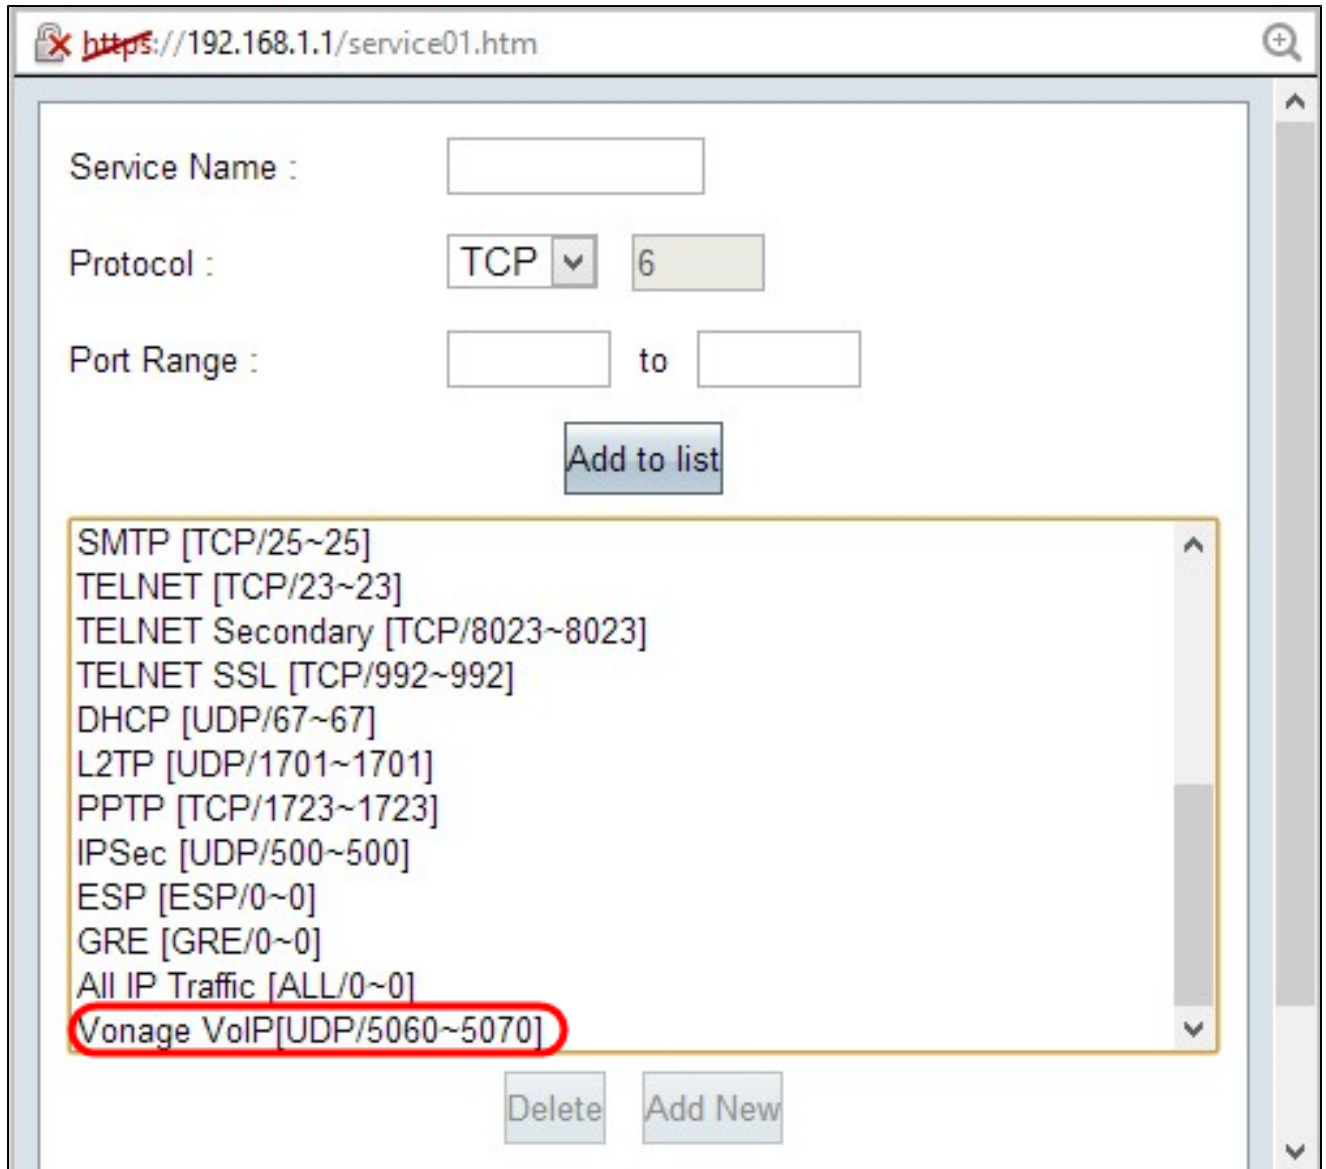 https://192.168.1.1/service01.htm
Service Name :
Protocol : TCP 6
Port Range : to
Add to list
SMTP [TCP/25~25]
TELNET [TCP/23~23]
TELNET Secondary [TCP/8023~8023]
TELNET SSL [TCP/992~992]
DHCP [UDP/67~67]
L2TP [UDP/1701~1701]
PPTP [TCP/1723~1723]
IPSec [UDP/500~500]
ESP [ESP/0~0]
GRE [GRE/0~0]
All IP Traffic [ALL/0~0]
Vonage VoIP[UDP/5060~5070]
Delete Add New